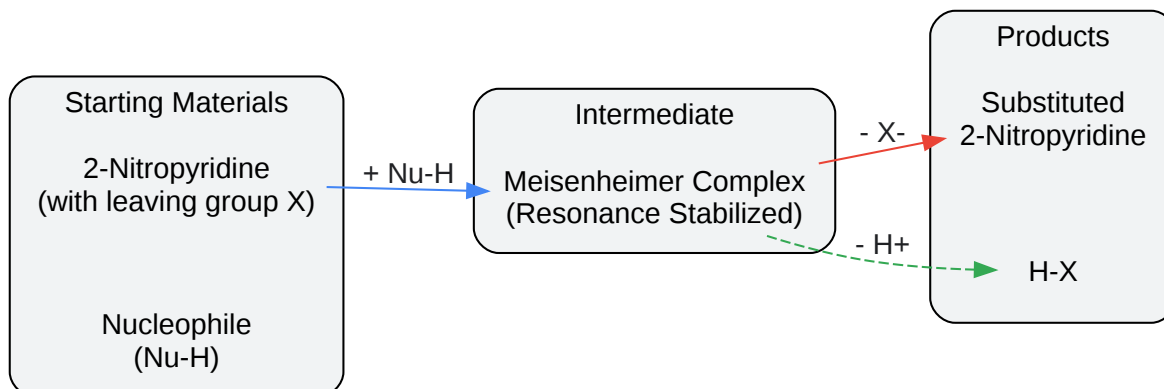 Starting Materials
2-Nitropyridine
(with leaving group X)
Nucleophile
(Nu-H)
+ Nu-H
Intermediate
Meisenheimer Complex
(Resonance Stabilized)
- X-
- H+
Products
Substituted
2-Nitropyridine
H-X